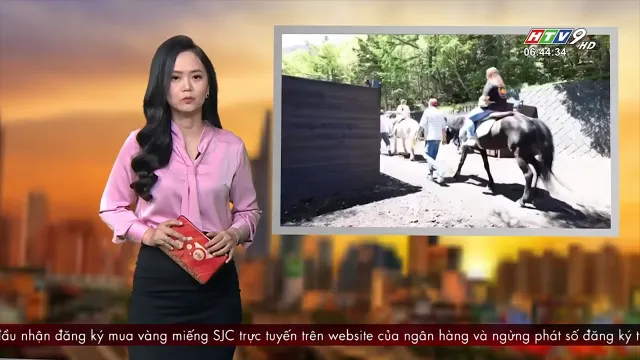 HTV9 HD
06:44:34
đầu nhận đăng ký mua vàng miếng SJC trực tuyến trên website của ngân hàng và ngừng phát số đăng ký t